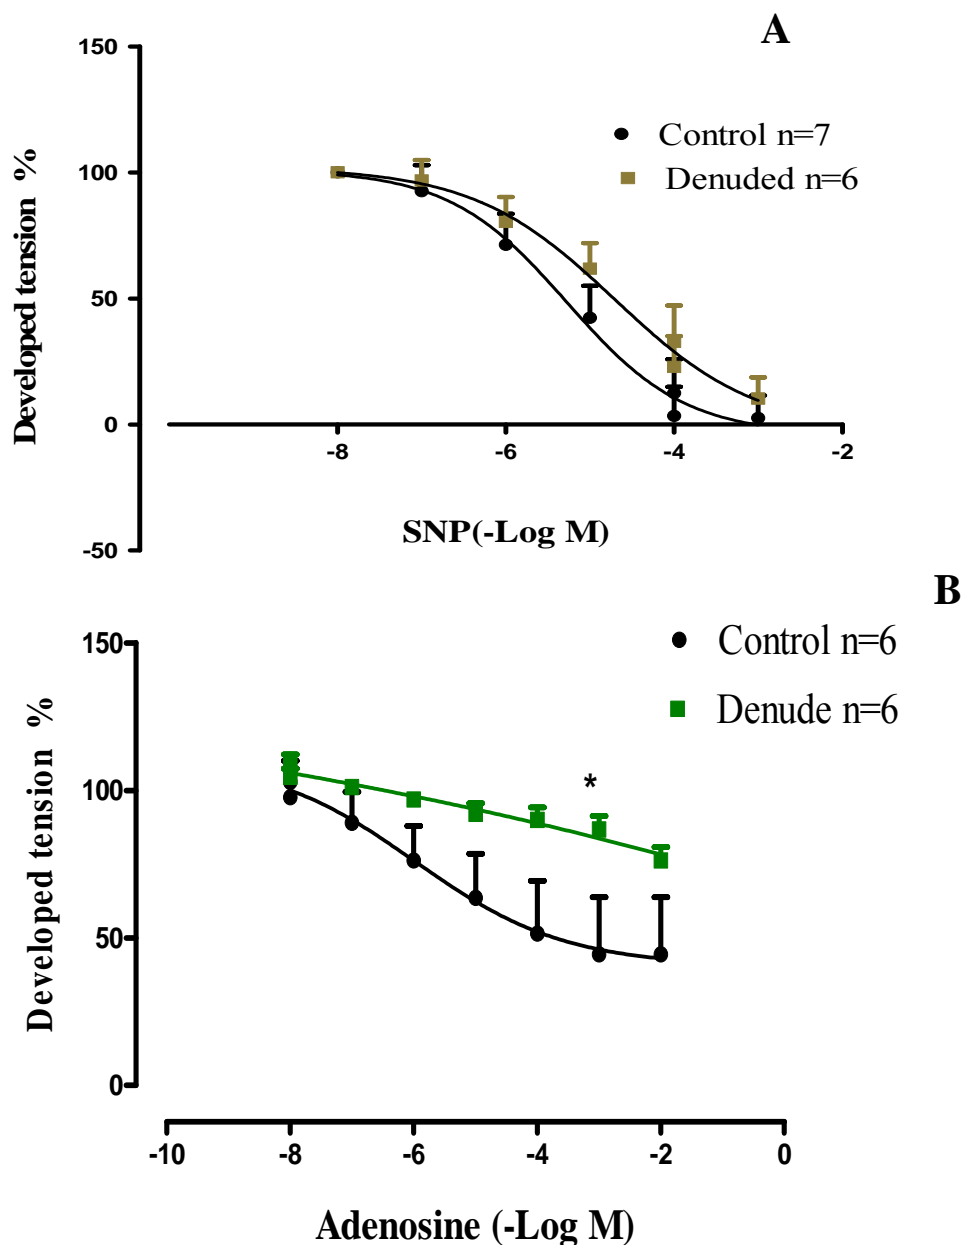 A
150
Control n=7
Denuded n=6
100
50
0
-50
Developed tension %
-8
-6
-4
-2
SNP(-Log M)
B
150
Control n=6
Denude n=6
100
*
50
0
Developed tension %
-10
-8
-6
-4
-2
0
Adenosine (-Log M)